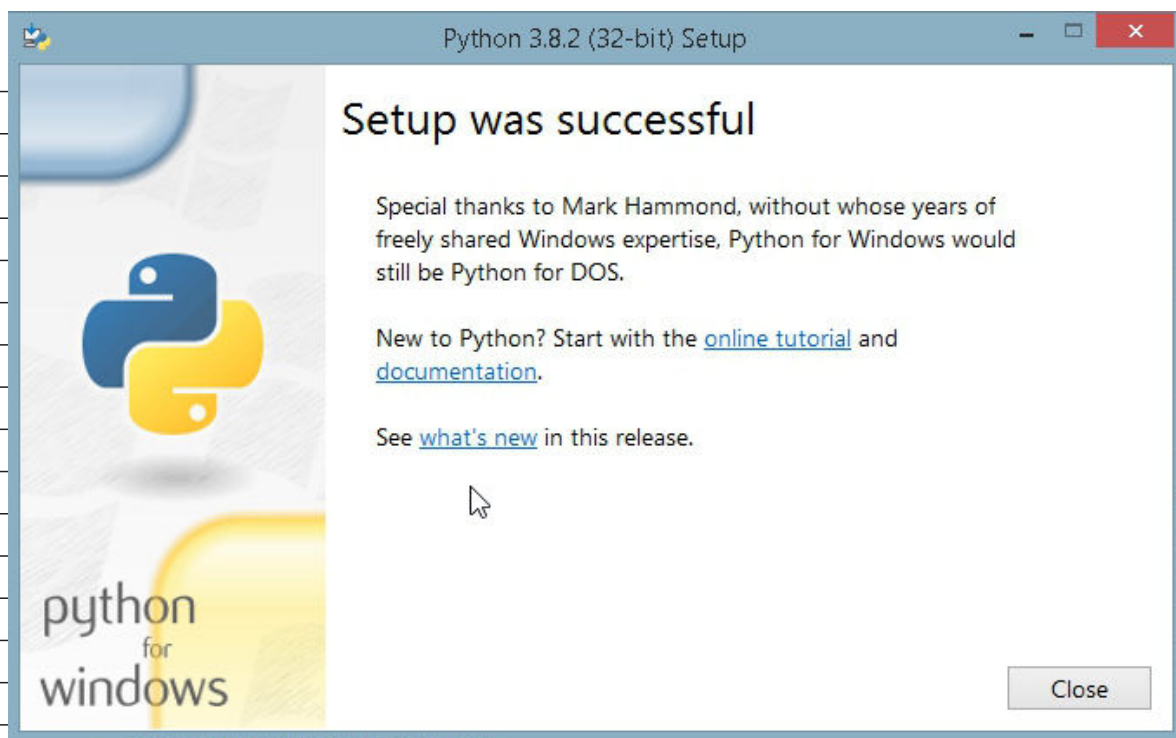 Python 3.8.2 (32-bit) Setup
Setup was successful
Special thanks to Mark Hammond, without whose years of
freely shared Windows expertise, Python for Windows would
still be Python for DOS.
New to Python? Start with the online tutorial and
documentation.
See what's new in this release.
python
for
windows
Close